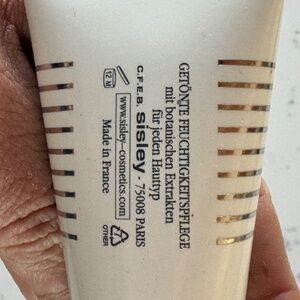 GETÖNTE FEUCHTIGKEITSPFLEGE
mit botanischen Extrakten
für jeden Hauttyp
C.F.E.B. sisley - 75008 PARIS
www.sisley-cosmetics.com
Made in France
12 M
7
OTHER